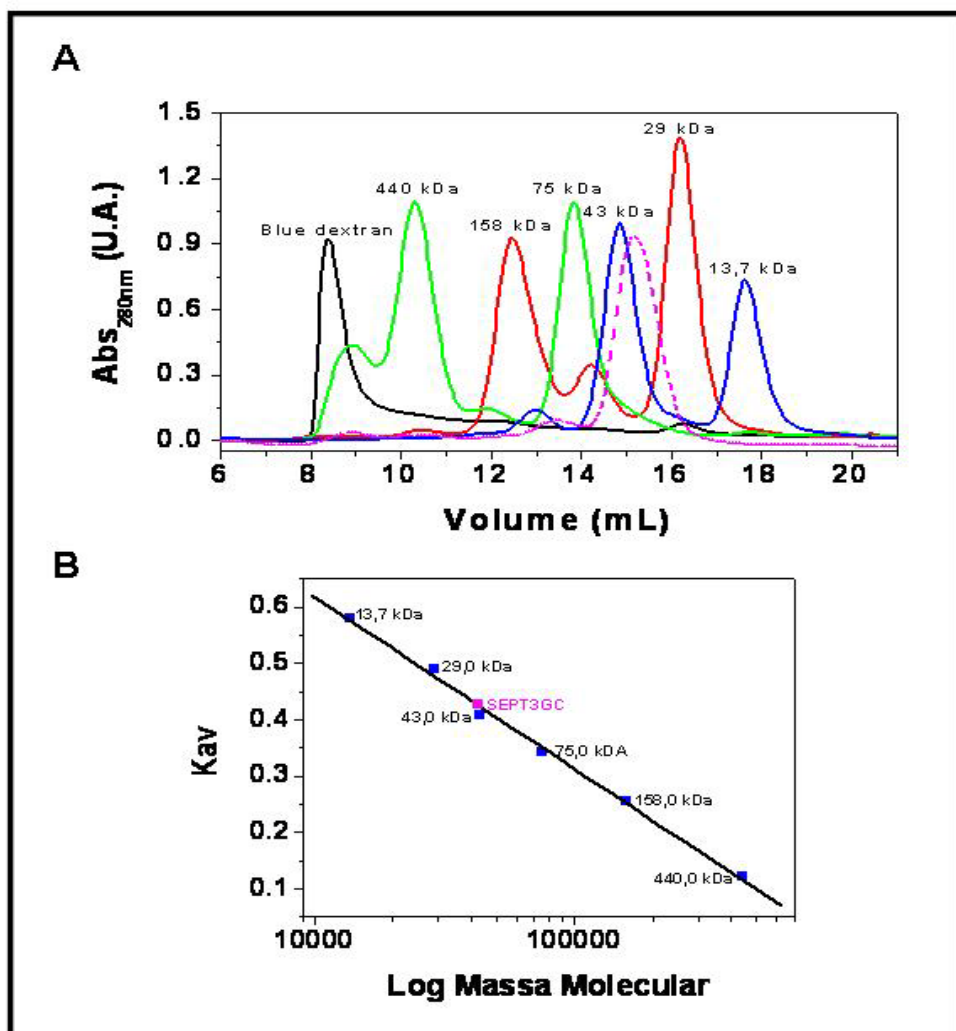 A
1.5
1.2
0.9
0.6
0.3
0.0
Abs280nm (U.A.)
Blue dextran
440 kDa
158 kDa
75 kDa
43 kDa
29 kDa
13,7 kDa
6 8 10 12 14 16 18 20
Volume (mL)
B
0.6
0.5
0.4
0.3
0.2
0.1
Kav
13,7 kDa
29,0 kDa
SEPT3GC
43,0 kDa
75,0 kDA
158,0 kDa
440,0 kDa
10000 100000
Log Massa Molecular